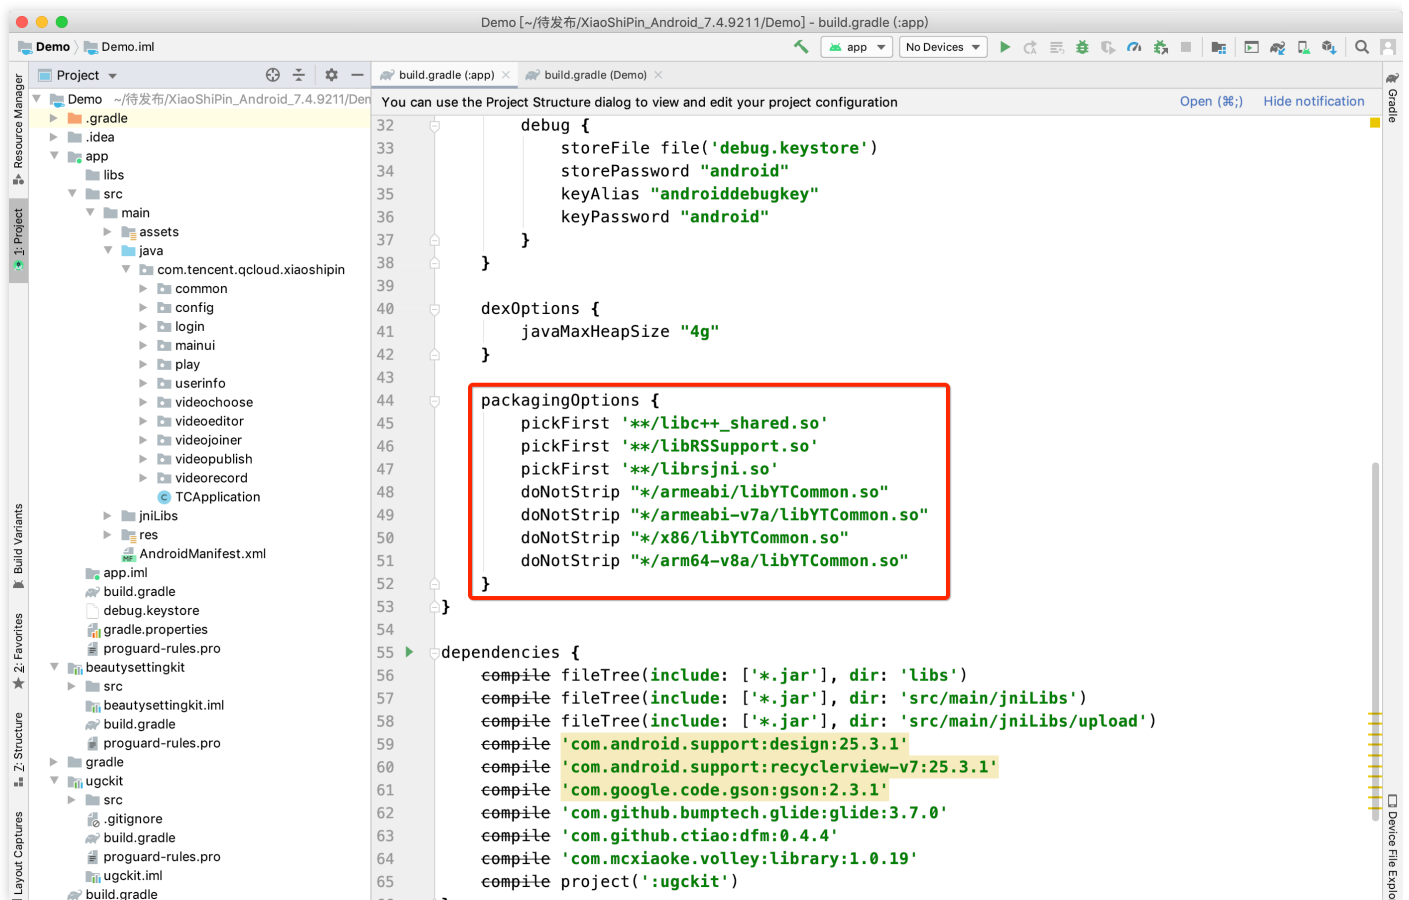 Demo [~/待发布/XiaoShiPin_Android_7.4.9211/Demo] - build.gradle (:app)
Demo
Demo.iml
app
No Devices
Project
build.gradle (:app)
build.gradle (Demo)
You can use the Project Structure dialog to view and edit your project configuration
Open (⌘;)
Hide notification
Resource Manager
1: Project
Build Variants
2: Favorites
Z: Structure
Layout Captures
Demo ~/待发布/XiaoShiPin_Android_7.4.9211/Den
.gradle
.idea
app
libs
src
main
assets
java
com.tencent.qcloud.xiaoshipin
common
config
login
mainui
play
userinfo
videochoose
videoeditor
videojoiner
videopublish
videorecord
TCApplication
jniLibs
res
AndroidManifest.xml
app.iml
build.gradle
debug.keystore
gradle.properties
proguard-rules.pro
beautysettingkit
src
beautysettingkit.iml
build.gradle
proguard-rules.pro
gradle
ugckit
src
.gitignore
build.gradle
proguard-rules.pro
ugckit.iml
build.gradle
32 debug {
33 storeFile file('debug.keystore')
34 storePassword "android"
35 keyAlias "androiddebugkey"
36 keyPassword "android"
37 }
38 }
39
40 dexOptions {
41 javaMaxHeapSize "4g"
42 }
43
44 packagingOptions {
45 pickFirst '**/libc++_shared.so'
46 pickFirst '**/libRSSupport.so'
47 pickFirst '**/librsjni.so'
48 doNotStrip "*/armeabi/libYTCommon.so"
49 doNotStrip "*/armeabi-v7a/libYTCommon.so"
50 doNotStrip "*/x86/libYTCommon.so"
51 doNotStrip "*/arm64-v8a/libYTCommon.so"
52 }
53 }
54
55 dependencies {
56 compile fileTree(include: ['*.jar'], dir: 'libs')
57 compile fileTree(include: ['*.jar'], dir: 'src/main/jniLibs')
58 compile fileTree(include: ['*.jar'], dir: 'src/main/jniLibs/upload')
59 compile 'com.android.support:design:25.3.1'
60 compile 'com.android.support:recyclerview-v7:25.3.1'
61 compile 'com.google.code.gson:gson:2.3.1'
62 compile 'com.github.bumptech.glide:glide:3.7.0'
63 compile 'com.github.ctiao:dfm:0.4.4'
64 compile 'com.mcxiaoke.volley:library:1.0.19'
65 compile project(':ugckit')
Gradle
Device File Explo